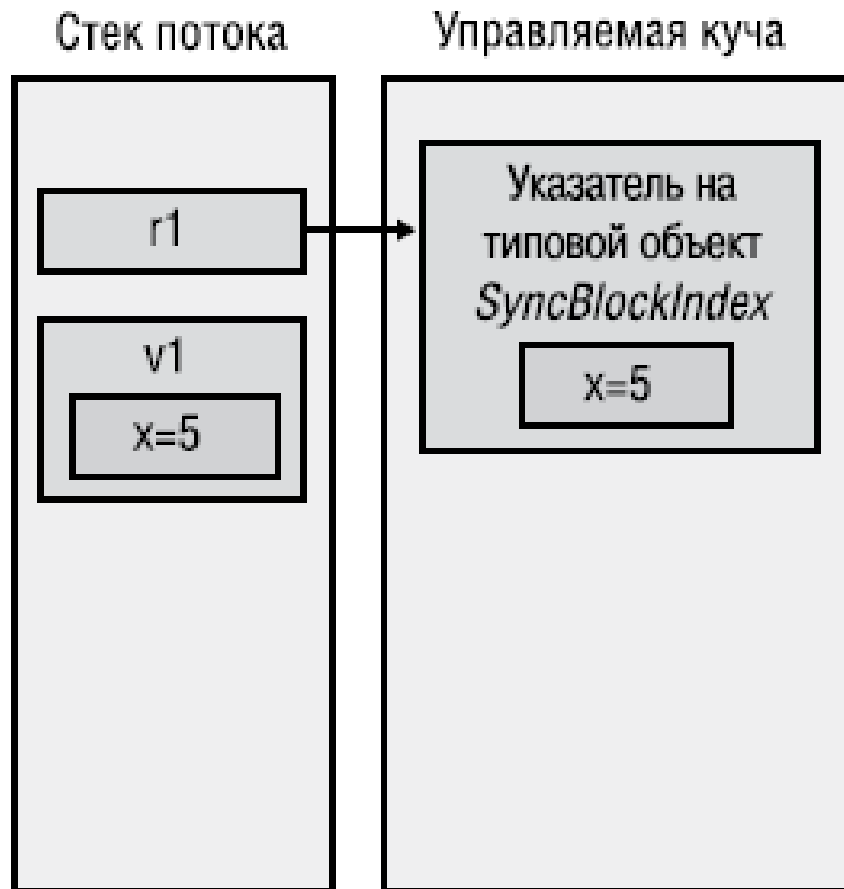 Стек потока
Управляемая куча
r1
Указатель на
типовой объект
SyncBlockIndex
v1
x=5
x=5